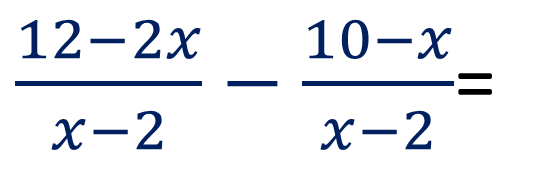 12−2x / x−2 − 10−x / x−2 =